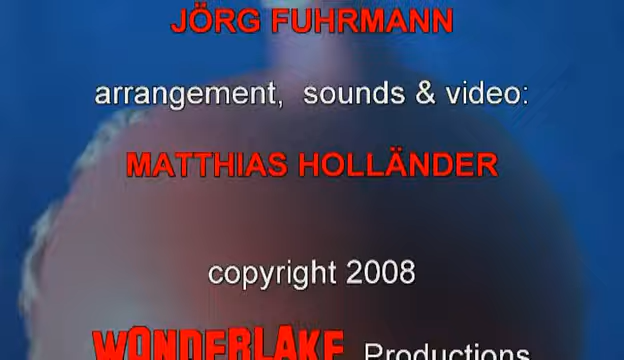 JÖRG FUHRMANN
arrangement, sounds & video:
MATTHIAS HOLLÄNDER
copyright 2008
WONDERLAKE Productions